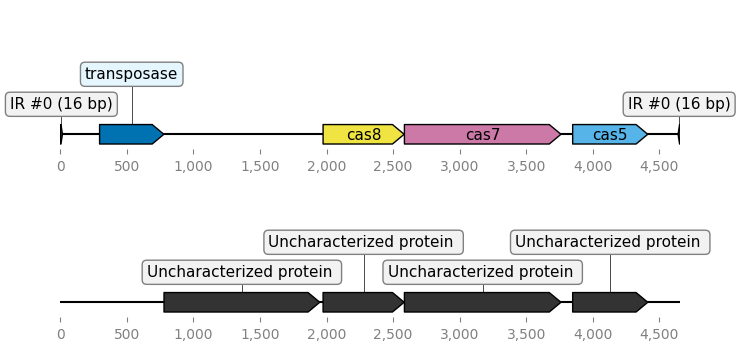 transposase
IR #0 (16 bp) IR #0 (16 bp)
cas8 cas7 cas5
0 500 1,000 1,500 2,000 2,500 3,000 3,500 4,000 4,500
Uncharacterized protein Uncharacterized protein
Uncharacterized protein Uncharacterized protein
0 500 1,000 1,500 2,000 2,500 3,000 3,500 4,000 4,500